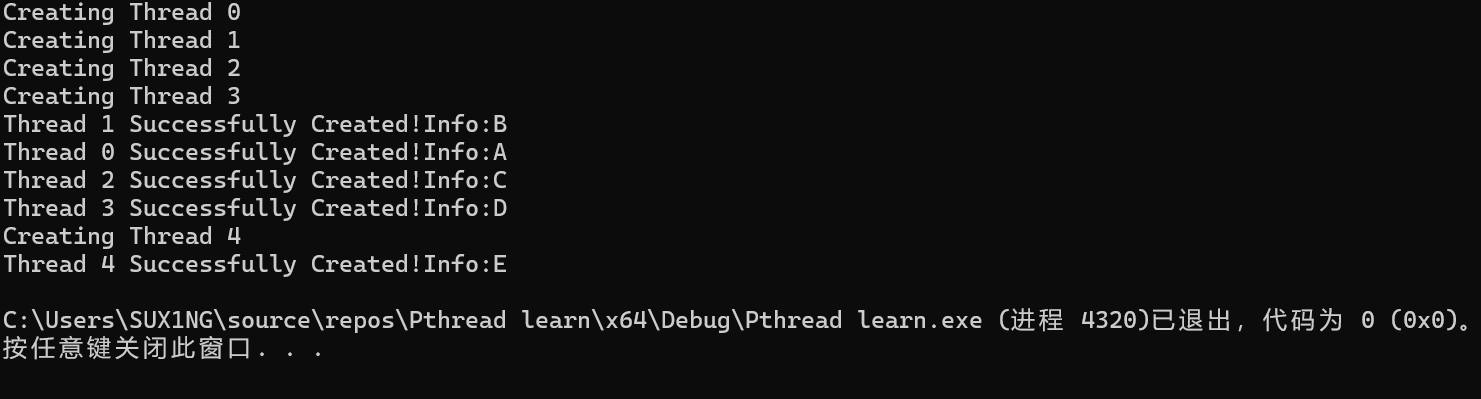 Creating Thread 0
Creating Thread 1
Creating Thread 2
Creating Thread 3
Thread 1 Successfully Created!Info:B
Thread 0 Successfully Created!Info:A
Thread 2 Successfully Created!Info:C
Thread 3 Successfully Created!Info:D
Creating Thread 4
Thread 4 Successfully Created!Info:E
C:\Users\SUX1NG\source\repos\Pthread learn\x64\Debug\Pthread learn.exe (进程 4320)已退出，代码为 0 (0x0)。
按任意键关闭此窗口. . .